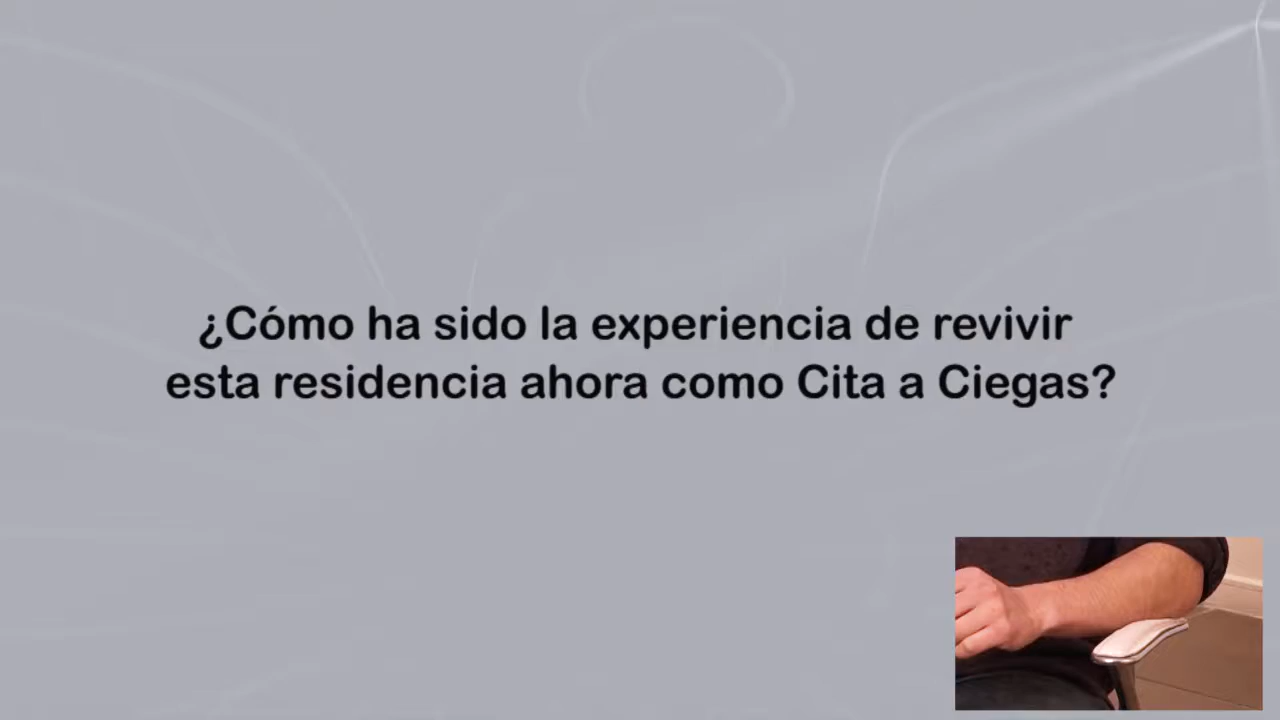 ¿Cómo ha sido la experiencia de revivir
esta residencia ahora como Cita a Ciegas?